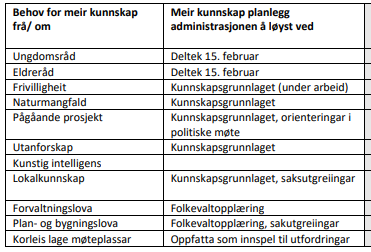 Behov for meir kunnskap
frå/ om
Meir kunnskap planlegg
administrasjonen å løyst ved
Ungdomsråd
Deltek 15. februar
Eldreråd
Deltek 15. februar
Frivilligheit
Kunnskapsgrunnlaget (under arbeid)
Naturmangfald
Kunnskapsgrunnlaget
Pågåande prosjekt
Kunnskapsgrunnlaget, orienteringar i
politiske møte
Utanforskap
Kunnskapsgrunnlaget
Kunstig intelligens
Lokalkunnskap
Kunnskapsgrunnlaget, saksutgreiingar
Forvaltningslova
Folkevaltopplæring
Plan- og bygningslova
Folkevaltopplæring, sakutgreiingar
Korleis lage møteplassar
Oppfatta som innspel til utfordringar